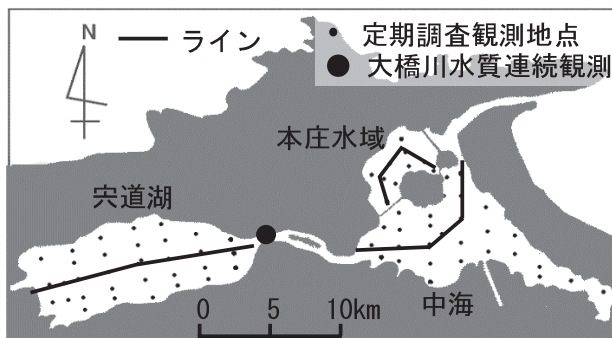 N
ライン
定期調査観測地点
大橋川水質連続観測
本庄水域
宍道湖
中海
0 5 10km